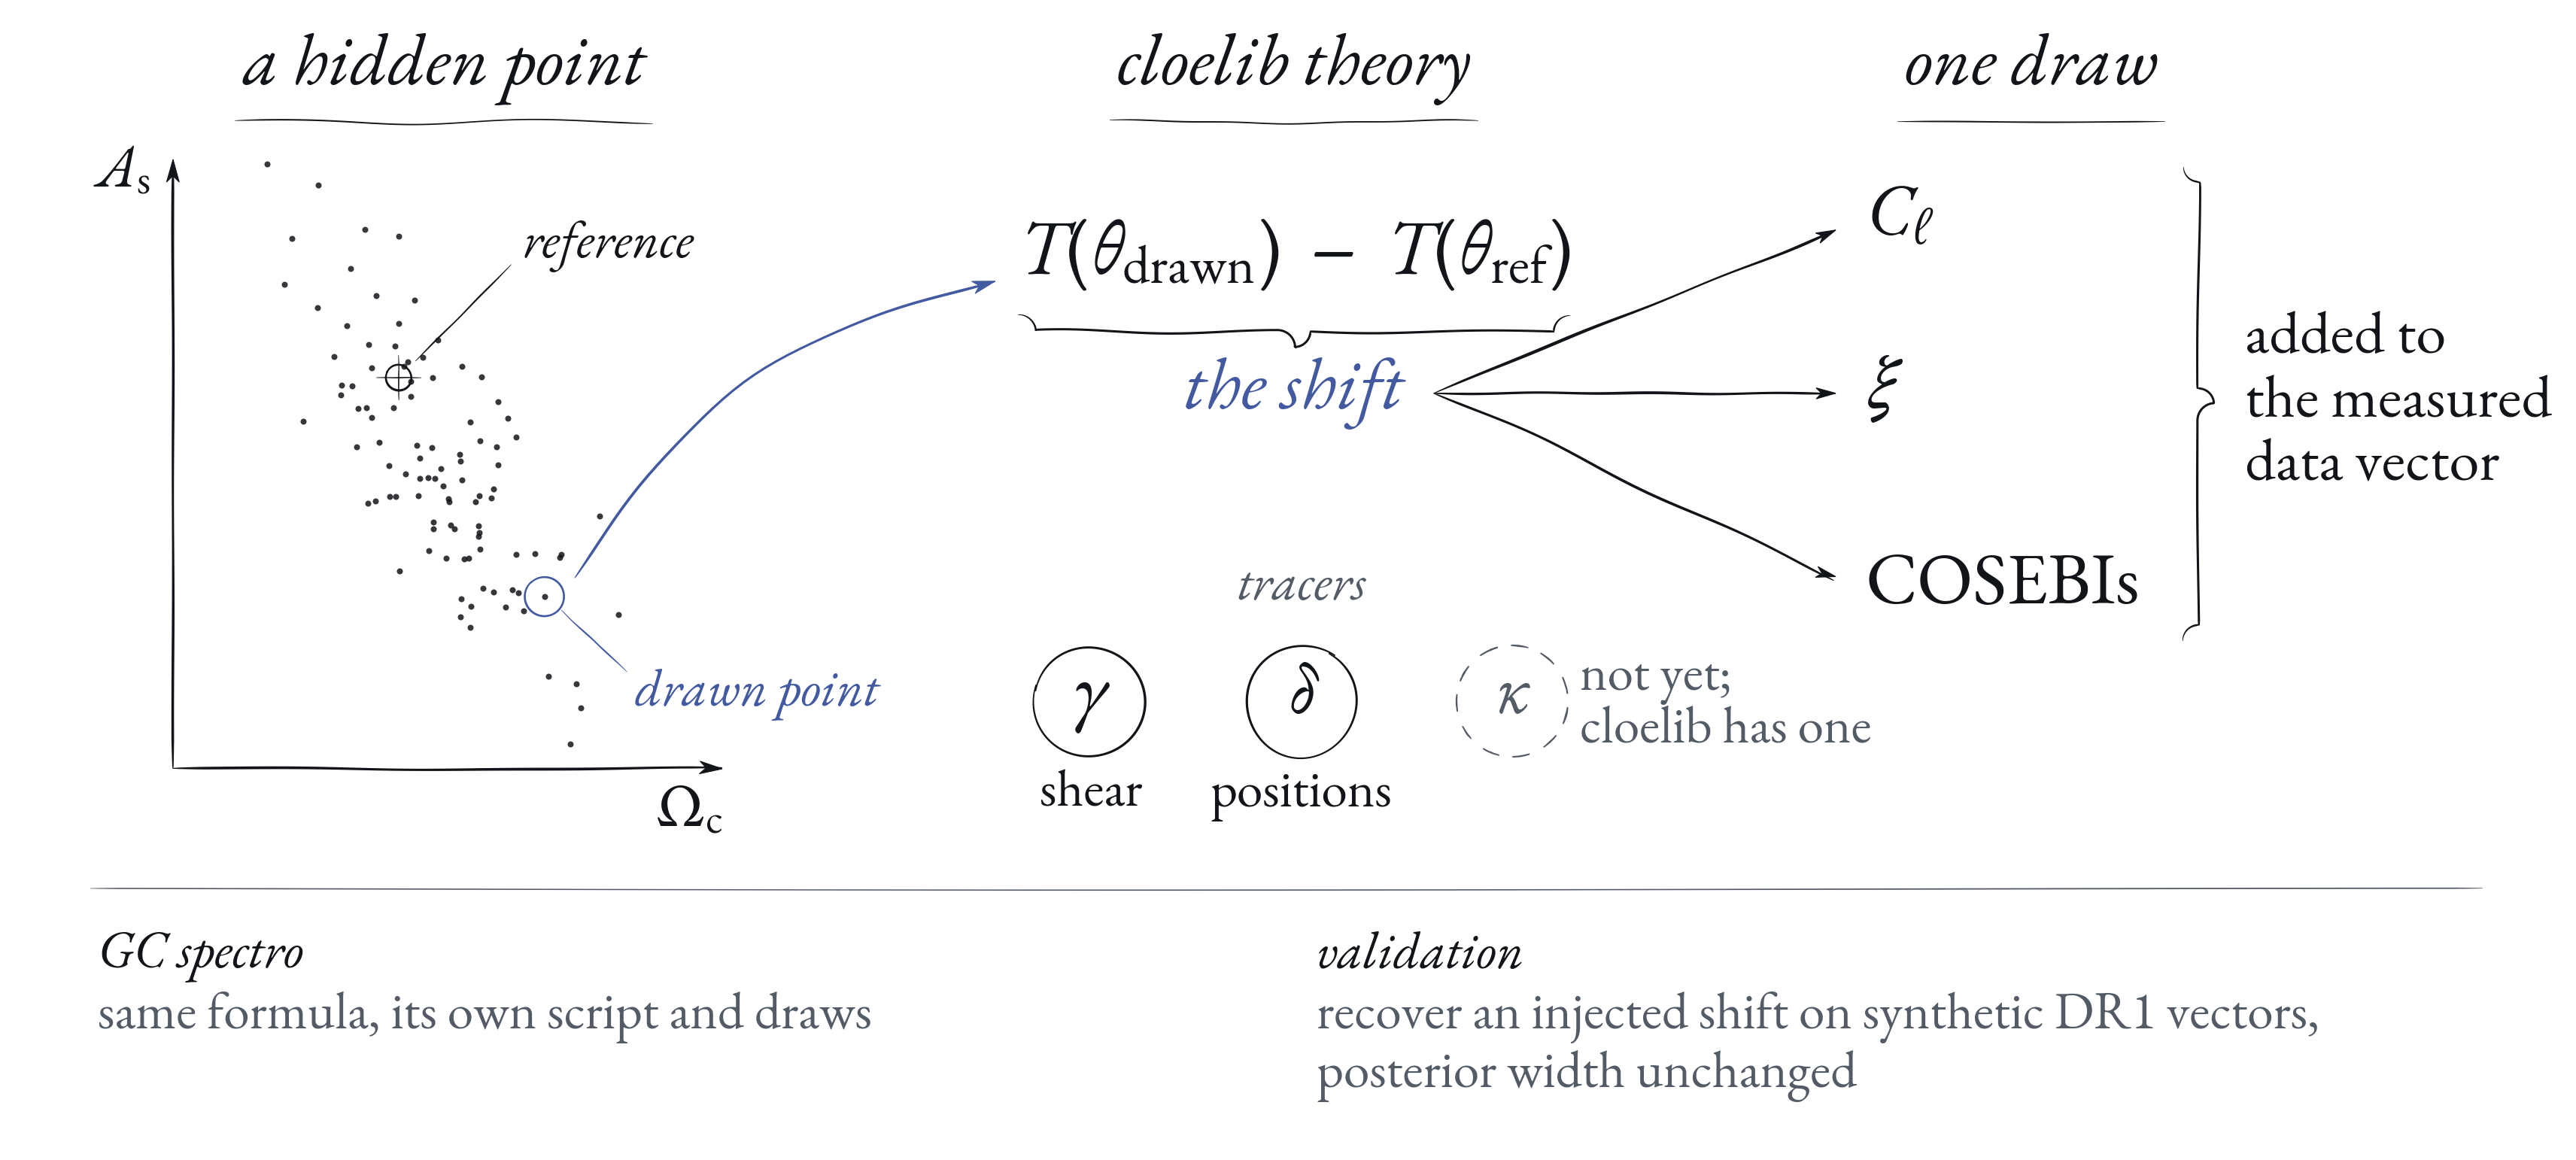 a hidden point
cloelib theory
one draw
A_s
reference
drawn point
Ω_c
T(θ_drawn) – T(θ_ref)
the shift
C_ℓ
ξ
COSEBIs
added to
the measured
data vector
tracers
γ
shear
δ
positions
κ
not yet;
cloelib has one
GC spectro
same formula, its own script and draws
validation
recover an injected shift on synthetic DR1 vectors,
posterior width unchanged